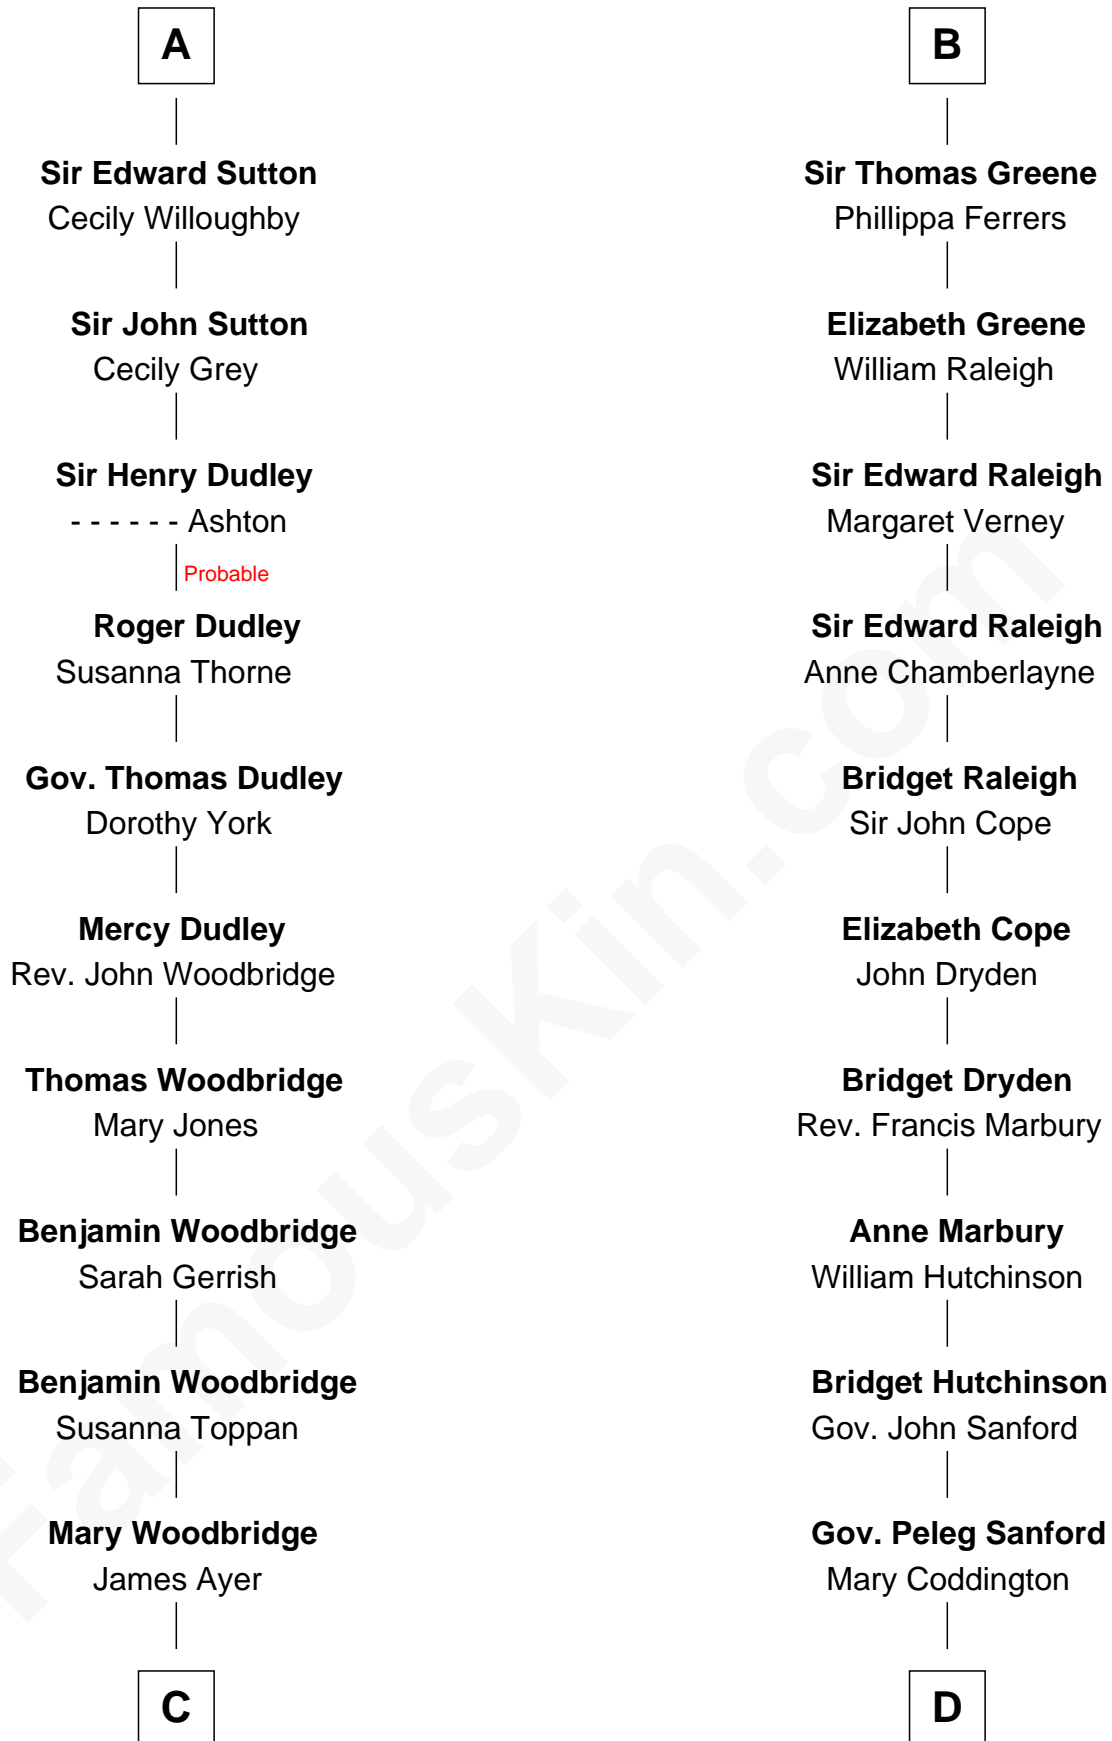 A
Sir Edward Sutton
Cecily Willoughby
Sir John Sutton
Cecily Grey
Sir Henry Dudley
- - - - - - Ashton
Probable
Roger Dudley
Susanna Thorne
Gov. Thomas Dudley
Dorothy York
Mercy Dudley
Rev. John Woodbridge
Thomas Woodbridge
Mary Jones
Benjamin Woodbridge
Sarah Gerrish
Benjamin Woodbridge
Susanna Toppan
Mary Woodbridge
James Ayer
C
B
Sir Thomas Greene
Phillippa Ferrers
Elizabeth Greene
William Raleigh
Sir Edward Raleigh
Margaret Verney
Sir Edward Raleigh
Anne Chamberlayne
Bridget Raleigh
Sir John Cope
Elizabeth Cope
John Dryden
Bridget Dryden
Rev. Francis Marbury
Anne Marbury
William Hutchinson
Bridget Hutchinson
Gov. John Sanford
Gov. Peleg Sanford
Mary Coddington
D
FamousKin.com